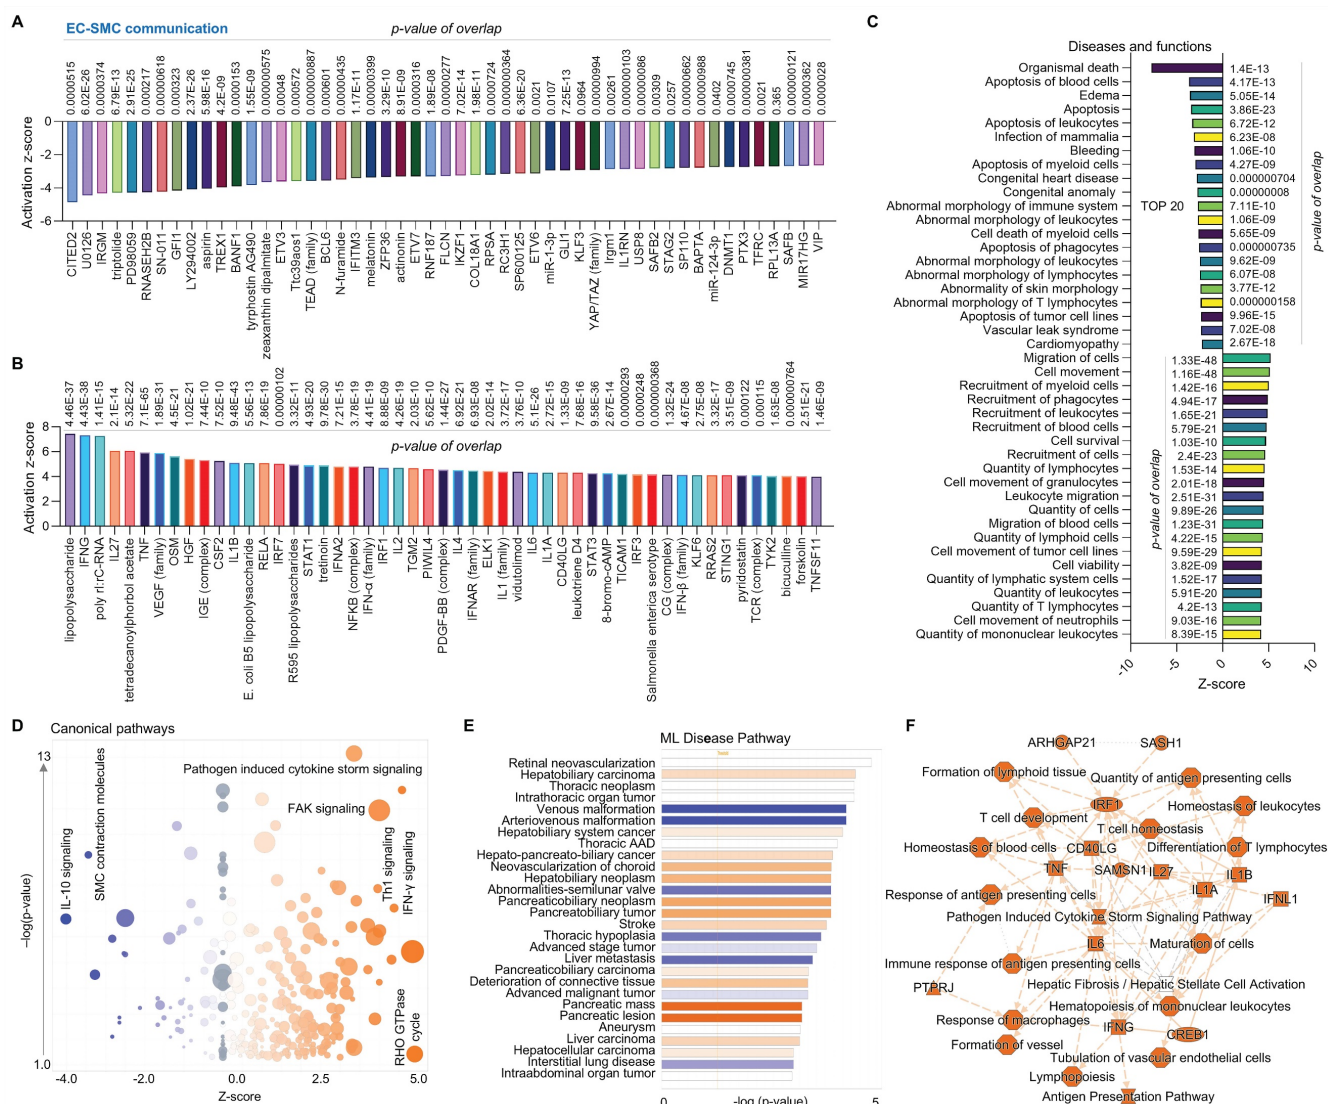 A
EC-SMC communication
p-value of overlap
0.0000515
6.02E-26
0.0000374
6.79E-13
2.91E-25
0.000217
0.00000618
0.000323
2.37E-26
5.98E-16
4.2E-09
0.0000153
1.55E-09
0.000000575
0.00048
0.0000572
0.0000000887
0.000601
0.00000435
1.17E-11
0.0000399
3.29E-10
8.91E-09
0.0000316
1.89E-08
0.0000277
7.02E-14
1.98E-11
0.0000724
0.00000364
6.36E-20
0.0021
0.0107
7.25E-13
0.0964
0.00000994
0.00261
0.00000103
0.0000086
0.00309
0.0257
0.00000662
0.00000988
0.0402
0.0000745
0.00000381
0.0021
0.365
0.00000121
0.0000362
0.000028
Activation z-score
0
-2
-4
-6
CITED2
U0126
IRGM
triptolide
PD98059
RNASEH2B
SN-011
GFI1
LY294002
aspirin
TREX1
BANF1
tyrphostin AG490
zeaxanthin dipalmitate
ETV3
Ttc39aos1
TEAD (family)
BCL6
N-furamide
IFITM3
melatonin
ZFP36
actinonin
ETV7
RNF187
FLCN
IKZF1
COL18A1
RPSA
RC3H1
SP600125
ETV6
miR-1-3p
GLI1
KLF3
YAP/TAZ (family)
Irgm1
IL1RN
USP8
SAFB2
STAG2
SP110
BAPTA
miR-124-3p
DNMT1
PTX3
TFRC
RPL13A
SAFB
MIR17HG
VIP
B
4.46E-37
4.43E-38
1.41E-15
2.1E-14
5.32E-22
7.1E-65
1.89E-31
4.5E-21
1.02E-21
7.44E-10
7.52E-10
9.48E-43
5.56E-13
7.86E-19
0.00000102
3.32E-11
4.93E-20
9.78E-30
7.21E-15
3.78E-19
4.41E-19
8.88E-09
4.26E-19
2.03E-10
5.62E-10
1.44E-27
6.92E-21
6.93E-08
2.02E-14
3.72E-17
3.76E-10
5.1E-26
2.72E-15
1.33E-09
7.68E-16
9.58E-36
2.67E-14
0.00000293
0.0000248
0.000000368
1.32E-24
4.67E-08
2.75E-08
3.32E-17
3.51E-09
0.000122
0.000115
1.63E-08
0.00000764
2.51E-21
1.46E-09
p-value of overlap
Activation z-score
8
6
4
2
0
lipopolysaccharide
IFNG
poly rI:rC-RNA
IL27
tetradecanoylphorbol acetate
TNF
VEGF (family)
OSM
HGF
IGE (complex)
CSF2
IL1B
E. coli B5 lipopolysaccharide
RELA
IRF7
R595 lipopolysaccharides
STAT1
tretinoin
IFNA2
NFKB (complex)
IFN-α (family)
IRF1
IL2
TGM2
PIWIL4
PDGF-BB (complex)
IL4
IFNAR (family)
ELK1
IL1 (family)
vidutolimod
IL6
IL1A
CD40LG
leukotriene D4
STAT3
8-bromo-cAMP
TICAM1
IRF3
Salmonella enterica serotype
CG (complex)
IFN-β (family)
KLF6
RRAS2
STING1
pyridostatin
TCR (complex)
TYK2
bicuculline
forskolin
TNFSF11
C
Diseases and functions
Organismal death 1.4E-13
Apoptosis of blood cells 4.17E-13
Edema 5.05E-14
Apoptosis 3.86E-23
Apoptosis of leukocytes 6.72E-12
Infection of mammalia 6.23E-08
Bleeding 1.06E-10
Apoptosis of myeloid cells 4.27E-09
Congenital heart disease 0.000000704
Congenital anomaly 0.00000008
Abnormal morphology of immune system 7.11E-10
Abnormal morphology of leukocytes 1.06E-09
Cell death of myeloid cells 5.65E-09
Apoptosis of phagocytes 0.000000735
Abnormal morphology of leukocytes 9.62E-09
Abnormal morphology of lymphocytes 6.07E-08
Abnormality of skin morphology 3.77E-12
Abnormal morphology of T lymphocytes 0.000000158
Apoptosis of tumor cell lines 9.96E-15
Vascular leak syndrome 7.02E-08
Cardiomyopathy 2.67E-18
TOP 20
p-value of overlap
Migration of cells 1.33E-48
Cell movement 1.16E-48
Recruitment of myeloid cells 1.42E-16
Recruitment of phagocytes 4.94E-17
Recruitment of leukocytes 1.65E-21
Recruitment of blood cells 5.79E-21
Cell survival 1.03E-10
Recruitment of cells 2.4E-23
Quantity of lymphocytes 1.53E-14
Cell movement of granulocytes 2.01E-18
Leukocyte migration 2.51E-31
Quantity of cells 9.89E-26
Migration of blood cells 1.23E-31
Quantity of lymphoid cells 4.22E-15
Cell movement of tumor cell lines 9.59E-29
Cell viability 3.82E-09
Quantity of lymphatic system cells 1.52E-17
Quantity of leukocytes 5.91E-20
Quantity of T lymphocytes 4.2E-13
Cell movement of neutrophils 9.03E-16
Quantity of mononuclear leukocytes 8.39E-15
p-value of overlap
-10
-5
0
5
10
Z-score
D
Canonical pathways
13
–log(p-value)
1.0
IL-10 signaling
SMC contraction molecules
Pathogen induced cytokine storm signaling
FAK signaling
Th1 signaling
IFN-γ signaling
RHO GTPase
cycle
-4.0
-2.0
0.0
2.5
5.0
Z-score
E
ML Disease Pathway
Retinal neovascularization
Hepatobiliary carcinoma
Thoracic neoplasm
Intrathoracic organ tumor
Venous malformation
Arteriovenous malformation
Hepatobiliary system cancer
Thoracic AAD
Hepato-pancreato-biliary cancer
Neovascularization of choroid
Hepatobiliary neoplasm
Abnormalities-semilunar valve
Pancreaticobiliary neoplasm
Pancreatobiliary tumor
Stroke
Thoracic hypoplasia
Advanced stage tumor
Liver metastasis
Pancreaticobiliary carcinoma
Deterioration of connective tissue
Advanced malignant tumor
Pancreatic mass
Pancreatic lesion
Aneurysm
Liver carcinoma
Hepatocellular carcinoma
Interstitial lung disease
Intraabdominal organ tumor
0
-log (p-value)
5
F
ARHGAP21
SASH1
Formation of lymphoid tissue
Quantity of antigen presenting cells
IRF1
Homeostasis of leukocytes
T cell development
T cell homeostasis
Homeostasis of blood cells
CD40LG
Differentiation of T lymphocytes
TNF
SAMSN1
IL27
IL1B
IL1A
Response of antigen presenting cells
IFNL1
Pathogen Induced Cytokine Storm Signaling Pathway
IL6
Maturation of cells
Immune response of antigen presenting cells
PTPRJ
Hepatic Fibrosis / Hepatic Stellate Cell Activation
Hematopoiesis of mononuclear leukocytes
Response of macrophages
IFNG
CREB1
Formation of vessel
Tubulation of vascular endothelial cells
Lymphopoiesis
Antigen Presentation Pathway